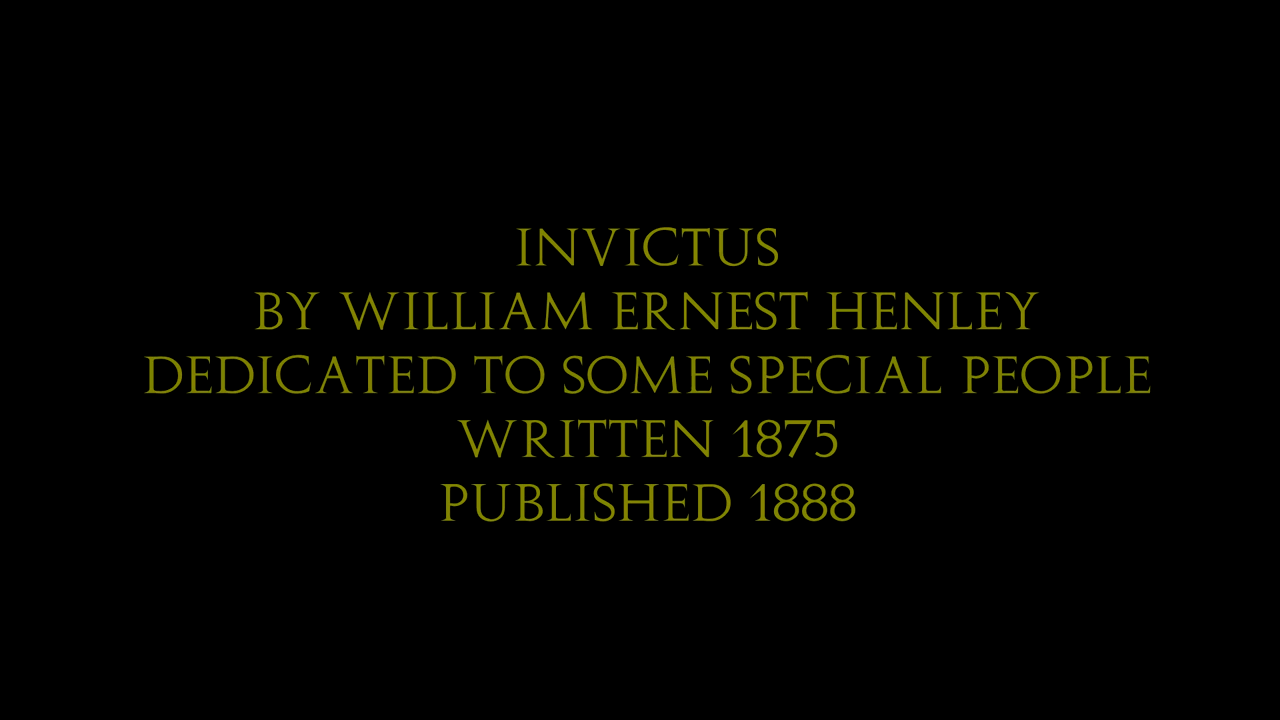 INVICTUS
BY WILLIAM ERNEST HENLEY
DEDICATED TO SOME SPECIAL PEOPLE
WRITTEN 1875
PUBLISHED 1888